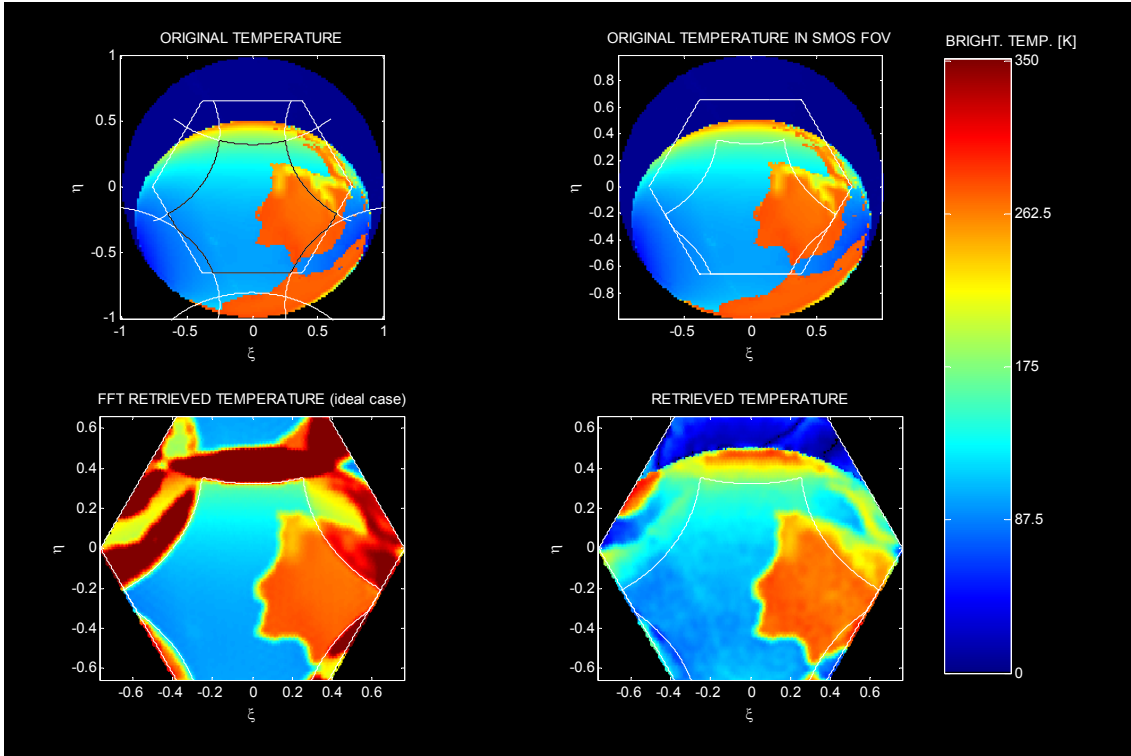 ORIGINAL TEMPERATURE
ORIGINAL TEMPERATURE IN SMOS FOV
BRIGHT. TEMP. [K]
1
0.5
0
-0.5
-1
η
-1 -0.5 0 0.5 1
ξ
0.8
0.6
0.4
0.2
0
-0.2
-0.4
-0.6
-0.8
η
-0.5 0 0.5
ξ
350
262.5
175
87.5
0
FFT RETRIEVED TEMPERATURE (ideal case)
RETRIEVED TEMPERATURE
0.6
0.4
0.2
0
-0.2
-0.4
-0.6
η
-0.6 -0.4 -0.2 0 0.2 0.4 0.6
ξ
0.6
0.4
0.2
0
-0.2
-0.4
-0.6
η
-0.6 -0.4 -0.2 0 0.2 0.4 0.6
ξ